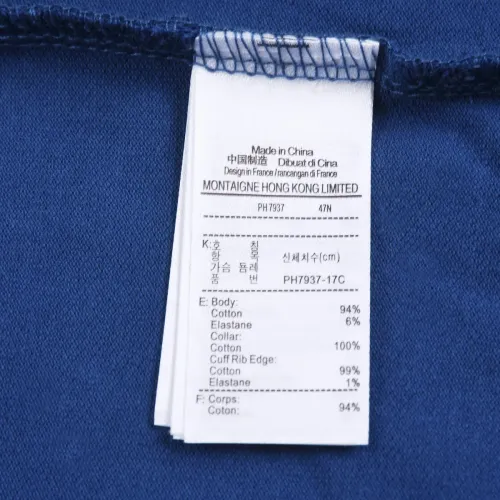 Made in China
中国制造 Dibuat di Cina
Design in France / rancangan di France
MONTAIGNE HONG KONG LIMITED
PH7937 47N
K: 호 칭
항 목 신체치수(cm)
가슴 둘레
품 번 PH7937-17C
E: Body:
Cotton 94%
Elastane 6%
Collar:
Cotton 100%
Cuff Rib Edge:
Cotton 99%
Elastane 1%
F: Corps:
Coton: 94%